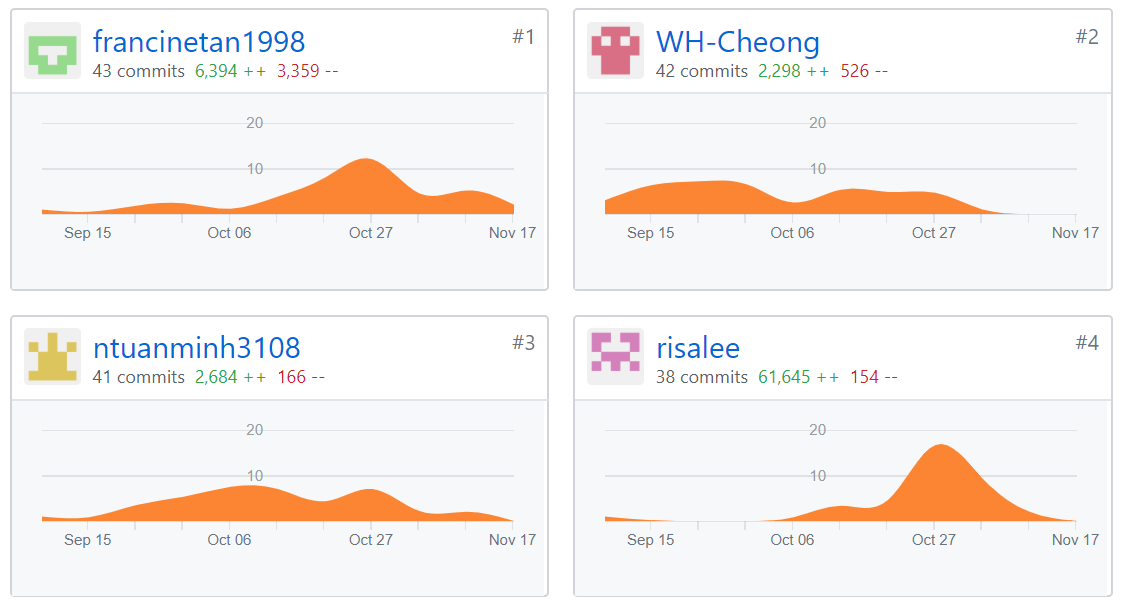 francinetan1998 #1
43 commits 6,394 ++ 3,359 --
20
10
Sep 15 Oct 06 Oct 27 Nov 17
WH-Cheong #2
42 commits 2,298 ++ 526 --
20
10
Sep 15 Oct 06 Oct 27 Nov 17
ntuanminh3108 #3
41 commits 2,684 ++ 166 --
20
10
Sep 15 Oct 06 Oct 27 Nov 17
risalee #4
38 commits 61,645 ++ 154 --
20
10
Sep 15 Oct 06 Oct 27 Nov 17